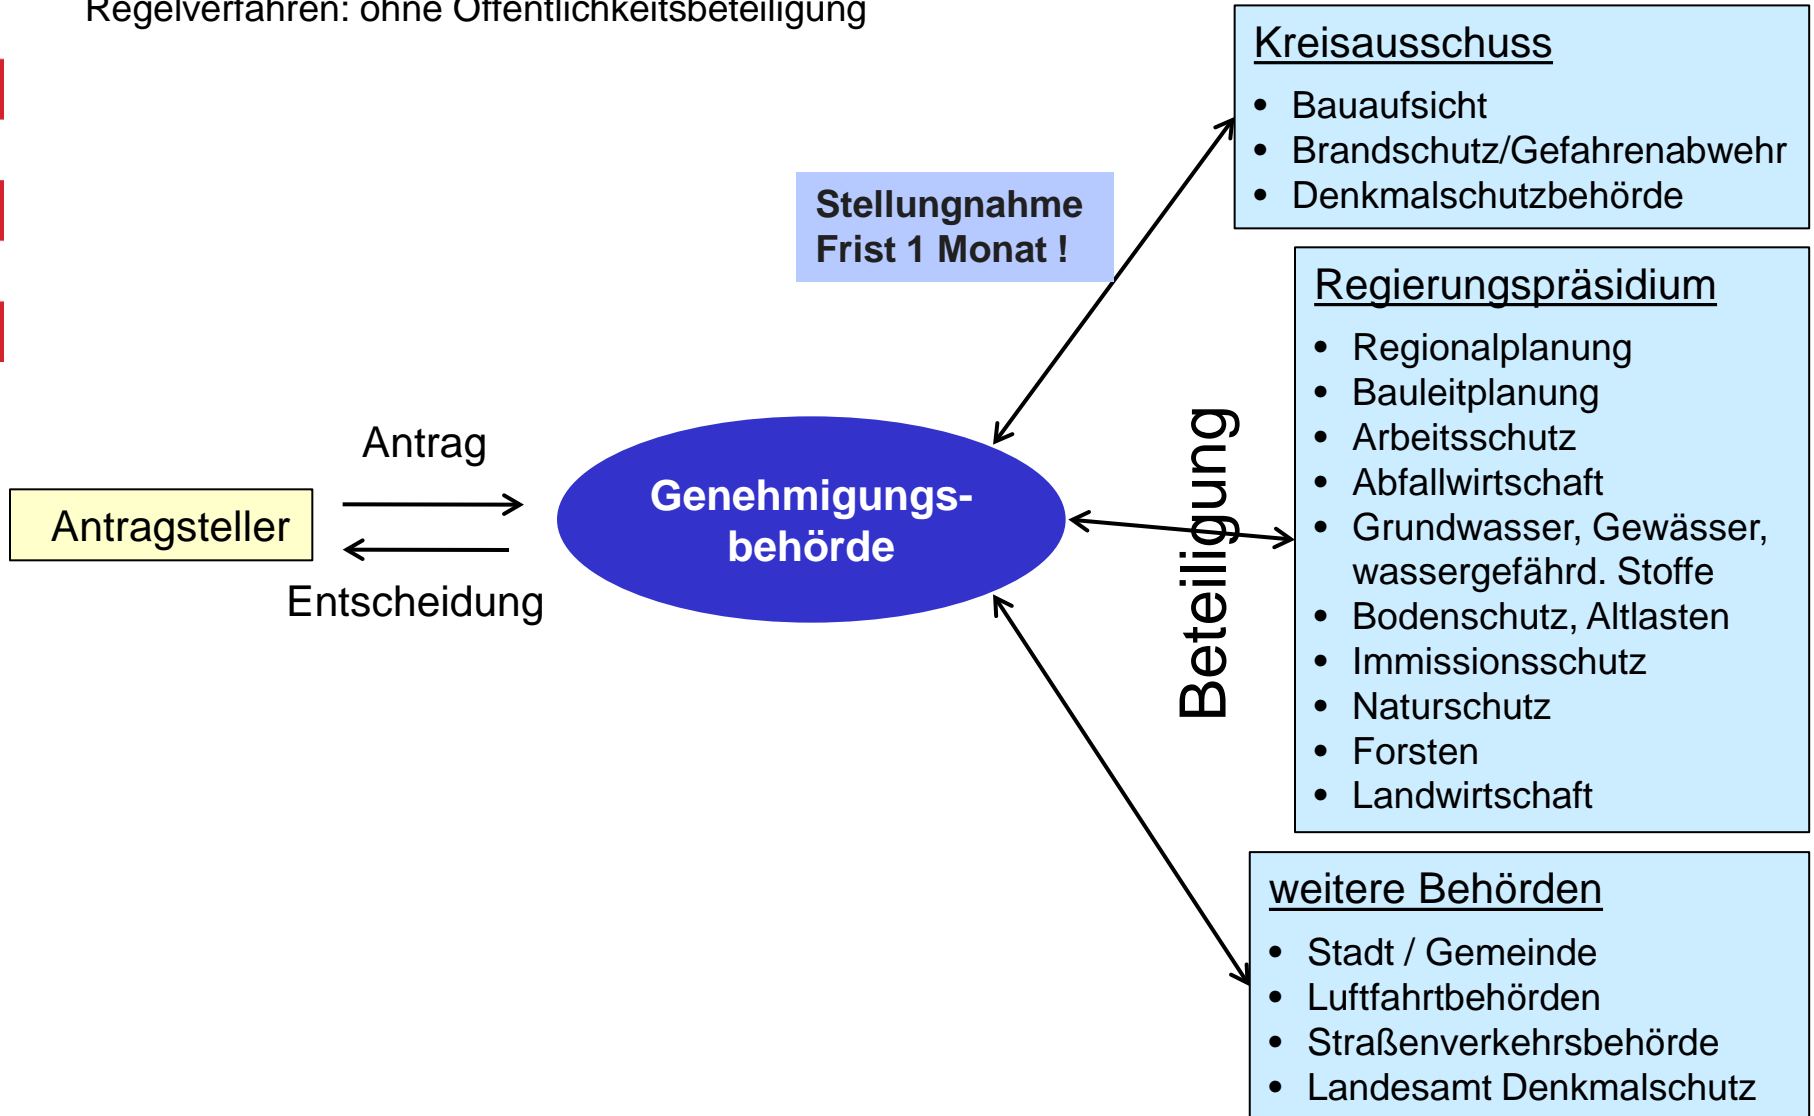 Regelverfahren: ohne Öffentlichkeitsbeteiligung
Kreisausschuss
• Bauaufsicht
• Brandschutz/Gefahrenabwehr
• Denkmalschutzbehörde
Stellungnahme
Frist 1 Monat !
Regierungspräsidium
• Regionalplanung
• Bauleitplanung
• Arbeitsschutz
• Abfallwirtschaft
• Grundwasser, Gewässer,
wassergefährd. Stoffe
• Bodenschutz, Altlasten
• Immissionsschutz
• Naturschutz
• Forsten
• Landwirtschaft
Antrag
Antragsteller
Entscheidung
Genehmigungs-
behörde
Beteiligung
weitere Behörden
• Stadt / Gemeinde
• Luftfahrtbehörden
• Straßenverkehrsbehörde
• Landesamt Denkmalschutz